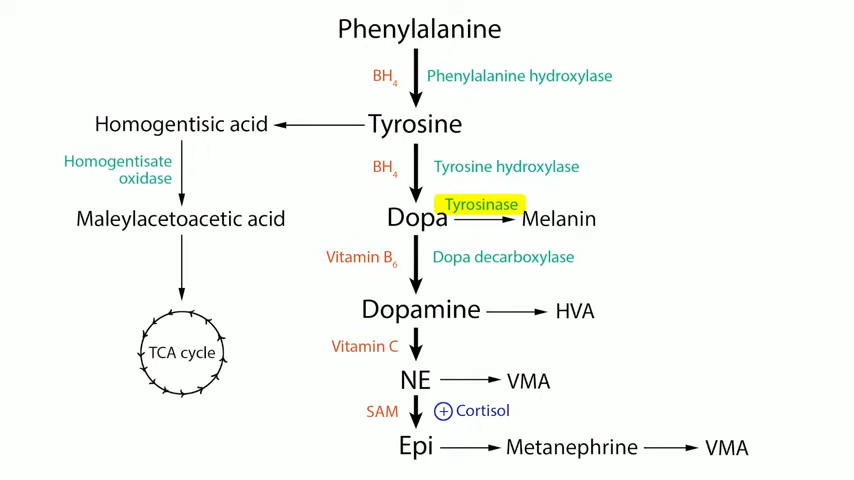 Phenylalanine
BH4 Phenylalanine hydroxylase
Homogentisic acid Tyrosine
Homogentisate
oxidase
BH4 Tyrosine hydroxylase
Tyrosinase
Maleylacetoacetic acid Dopa Melanin
Vitamin B6 Dopa decarboxylase
Dopamine HVA
TCA cycle
Vitamin C
NE VMA
SAM + Cortisol
Epi Metanephrine VMA